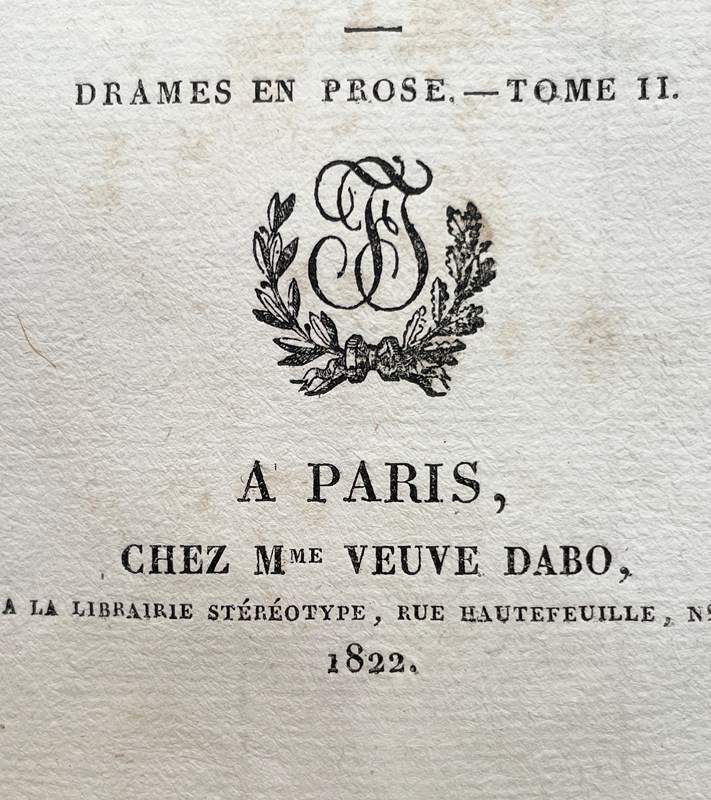 DRAMES EN PROSE.—TOME II.
A PARIS,
CHEZ MME VEUVE DABO,
A LA LIBRAIRIE STÉRÉOTYPE, RUE HAUTEFEUILLE, No
1822.